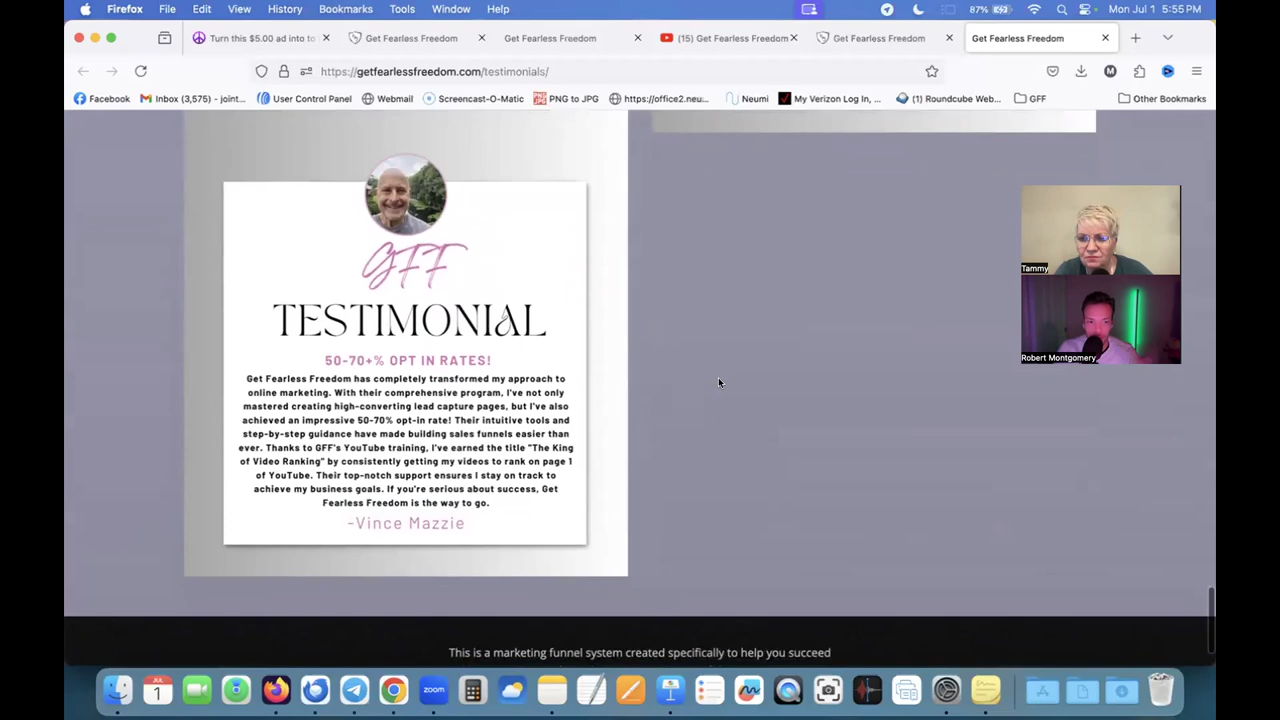 Firefox File Edit View History Bookmarks Tools Window Help 87% Mon Jul 1 5:55 PM
Turn this $5.00 ad into to Get Fearless Freedom Get Fearless Freedom (15) Get Fearless Freedom Get Fearless Freedom Get Fearless Freedom
https://getfearlessfreedom.com/testimonials/
Facebook Inbox (3,575) - joint... User Control Panel Webmail Screencast-O-Matic PNG to JPG https://office2.neu... Neumi My Verizon Log In, ... (1) Roundcube Web... GFF Other Bookmarks
GFF
TESTIMONIAL
50-70+% OPT IN RATES!
Get Fearless Freedom has completely transformed my approach to
online marketing. With their comprehensive program, I've not only
mastered creating high-converting lead capture pages, but I've also
achieved an impressive 50-70% opt-in rate! Their intuitive tools and
step-by-step guidance have made building sales funnels easier than
ever. Thanks to GFF's YouTube training, I've earned the title "The King
of Video Ranking" by consistently getting my videos to rank on page 1
of YouTube. Their top-notch support ensures I stay on track to
achieve my business goals. If you're serious about success, Get
Fearless Freedom is the way to go.
-Vince Mazzie
Tammy
Robert Montgomery
This is a marketing funnel system created specifically to help you succeed
JUL
1
zoom